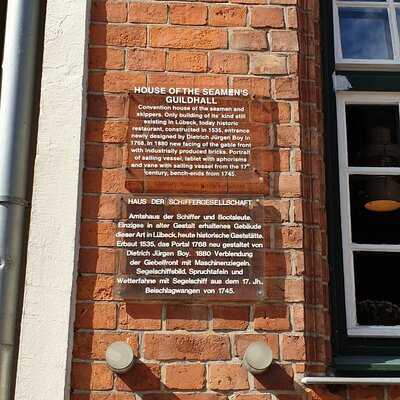 HOUSE OF THE SEAMEN'S
GUILDHALL
Convention house of the seamen and
skippers. Only building of its' kind still
existing in Lübeck, today historic
restaurant, constructed in 1535, entrance
newly designed by Dietrich Jürgen Boy in
1768. In 1880 new facing of the gable front
with industrially produced bricks. Portrait
of sailing vessel, tablet with aphorisms
and vane with sailing vessel from the 17th
century, bench-ends from 1745.
HAUS DER SCHIFFERGESELLSCHAFT
Amtshaus der Schiffer und Bootsleute.
Einziges in alter Gestalt erhaltenes Gebäude
dieser Art in Lübeck, heute historische Gaststätte.
Erbaut 1535, das Portal 1768 neu gestaltet von
Dietrich Jürgen Boy. 1880 Verblendung
der Giebelfront mit Maschinenziegeln.
Segelschiffsbild, Spruchtafeln und
Wetterfahne mit Segelschiff aus dem 17. Jh.,
Beischlagwangen von 1745.